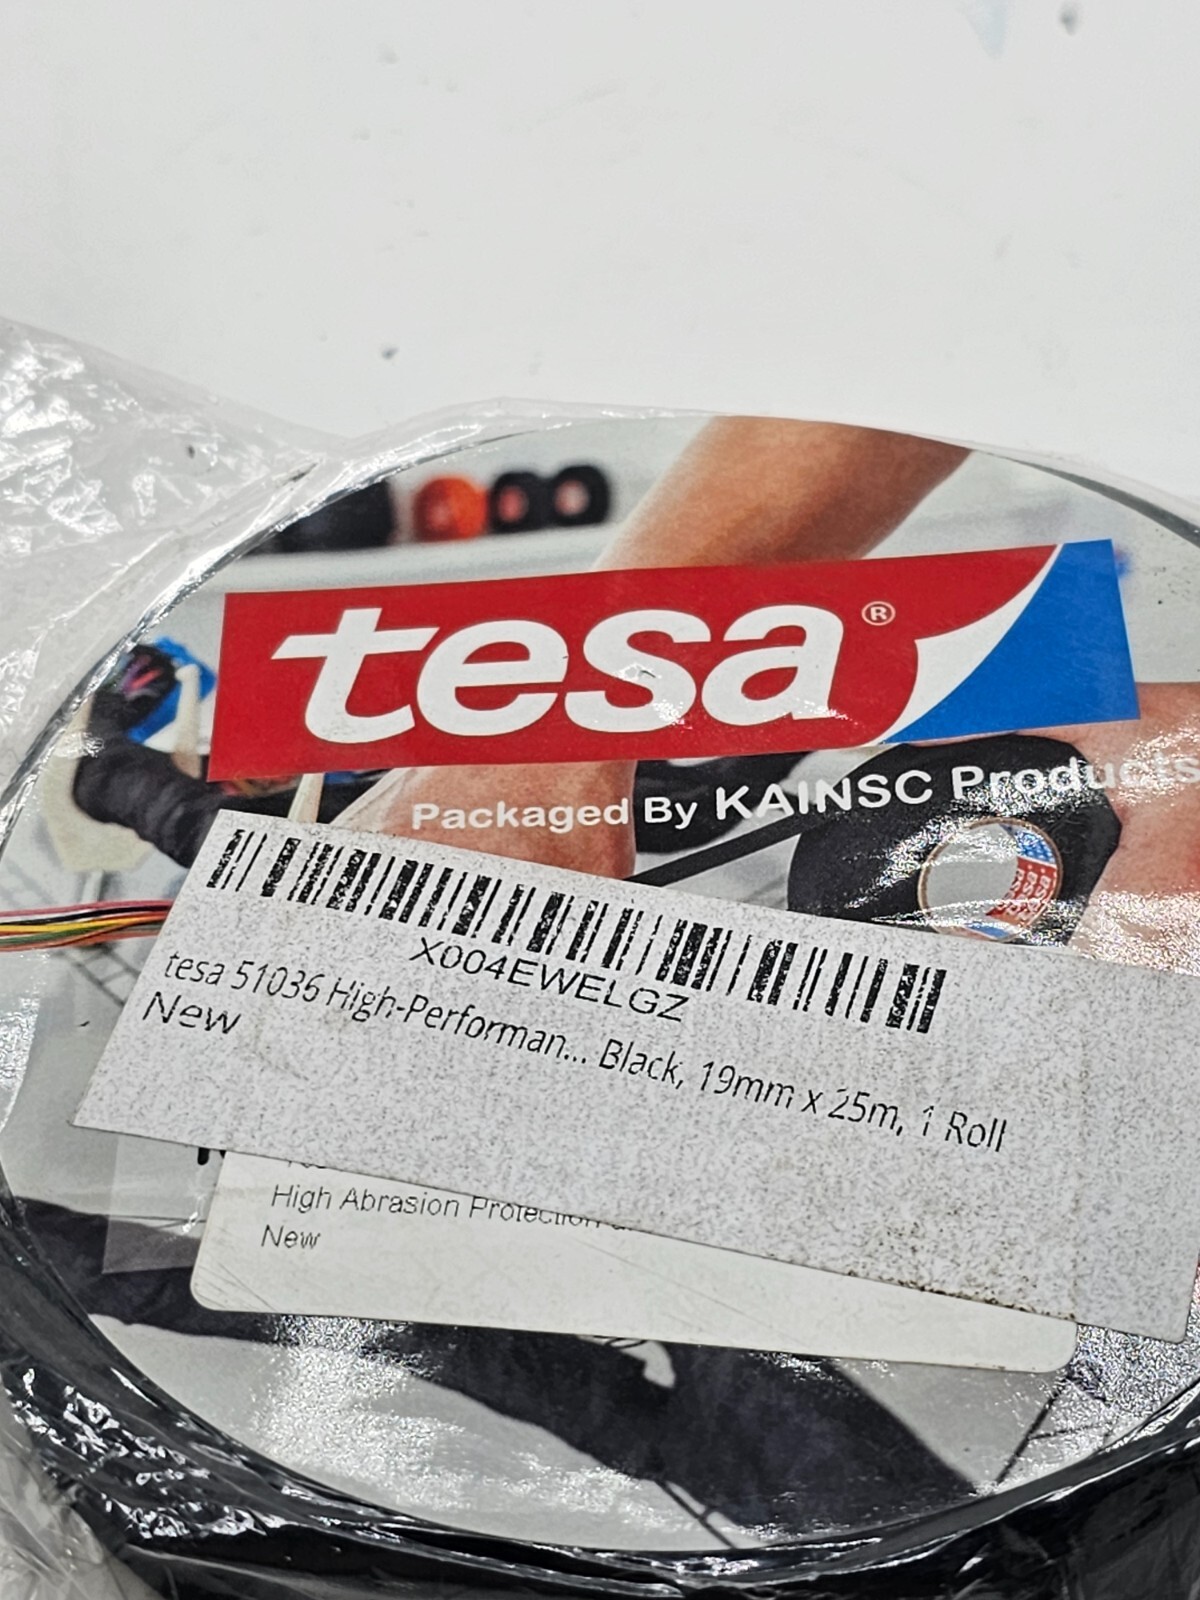 tesa®
Packaged By KAINSC Products
X004EWELGZ
tesa 51036 High-Performan... Black, 19mm x 25m, 1 Roll
New
High Abrasion Protection
New